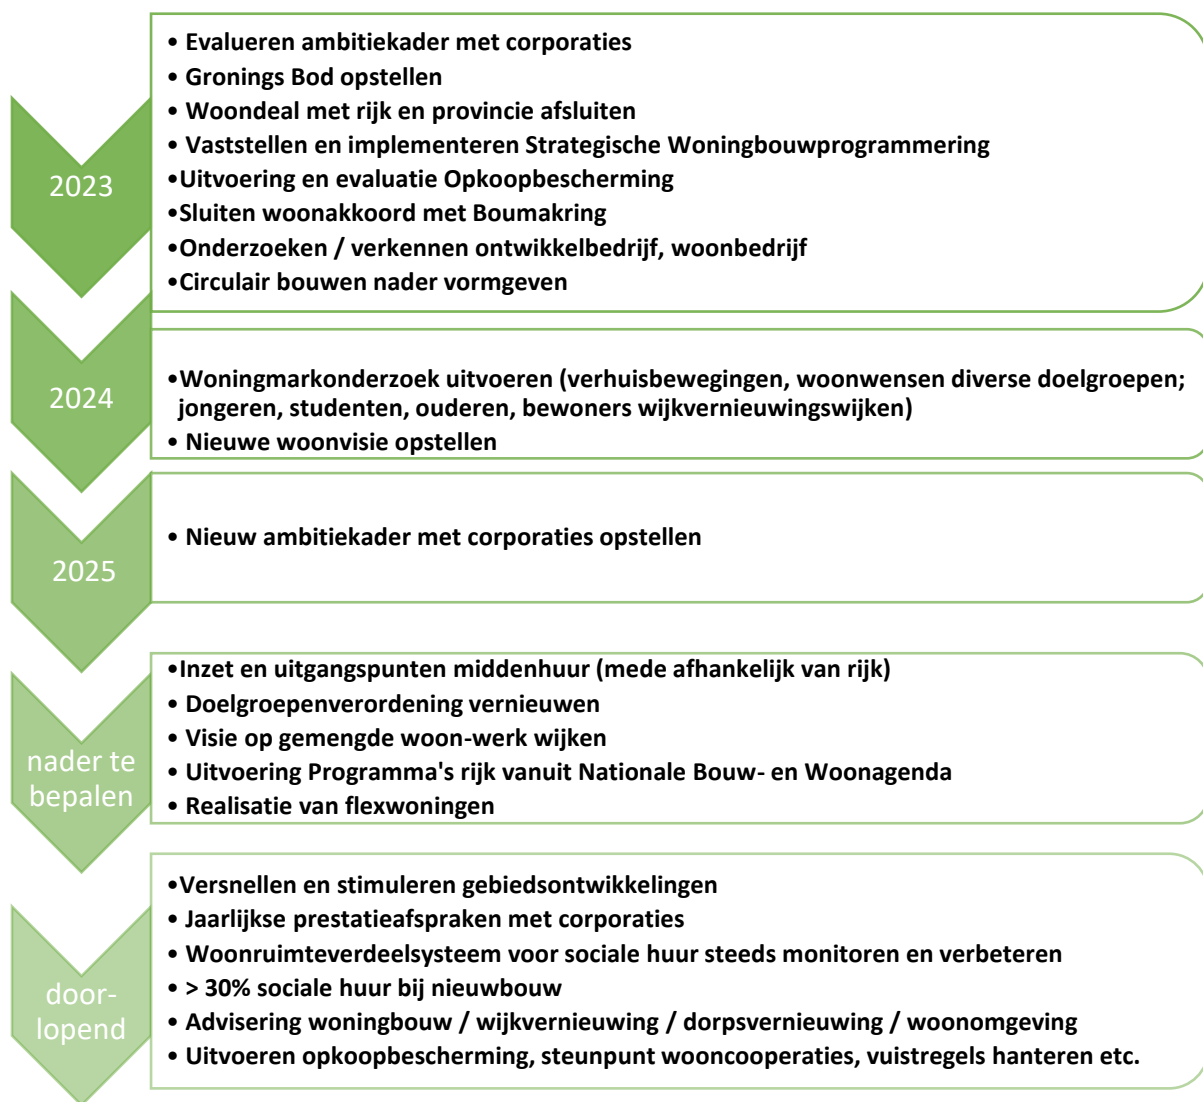 2023
• Evalueren ambitiekader met corporaties
• Gronings Bod opstellen
• Woondeal met rijk en provincie afsluiten
• Vaststellen en implementeren Strategische Woningbouwprogrammering
•Uitvoering en evaluatie Opkoopbescherming
•Sluiten woonakkoord met Boumakring
•Onderzoeken / verkennen ontwikkelbedrijf, woonbedrijf
•Circulair bouwen nader vormgeven
2024
•Woningmarkonderzoek uitvoeren (verhuisbewegingen, woonwensen diverse doelgroepen;
jongeren, studenten, ouderen, bewoners wijkvernieuwingswijken)
• Nieuwe woonvisie opstellen
2025
• Nieuw ambitiekader met corporaties opstellen
nader te
bepalen
•Inzet en uitgangspunten middenhuur (mede afhankelijk van rijk)
• Doelgroepenverordening vernieuwen
• Visie op gemengde woon-werk wijken
• Uitvoering Programma's rijk vanuit Nationale Bouw- en Woonagenda
• Realisatie van flexwoningen
door-
lopend
•Versnellen en stimuleren gebiedsontwikkelingen
• Jaarlijkse prestatieafspraken met corporaties
• Woonruimteverdeelsysteem voor sociale huur steeds monitoren en verbeteren
• > 30% sociale huur bij nieuwbouw
• Advisering woningbouw / wijkvernieuwing / dorpsvernieuwing / woonomgeving
• Uitvoeren opkoopbescherming, steunpunt wooncooperaties, vuistregels hanteren etc.